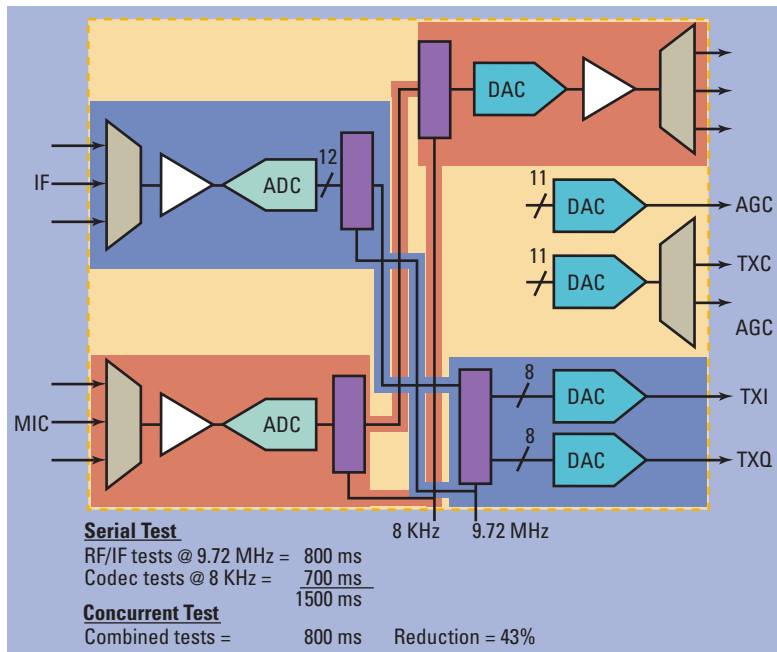 DAC
12
IF
ADC
11
DAC
AGC
11
DAC
TXC
AGC
MIC
ADC
8
DAC
TXI
8
DAC
TXQ
8 KHz
9.72 MHz
Serial Test
RF/IF tests @ 9.72 MHz = 800 ms
Codec tests @ 8 KHz = 700 ms
1500 ms
Concurrent Test
Combined tests = 800 ms Reduction = 43%